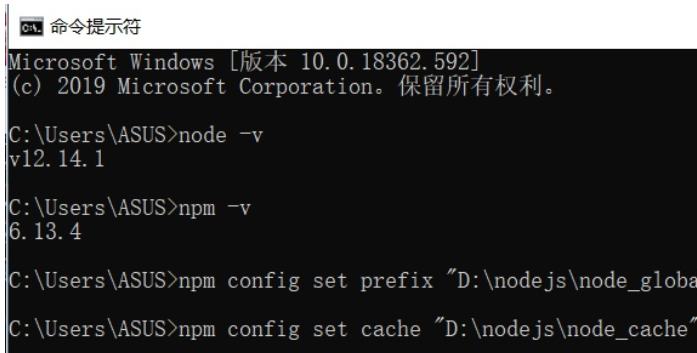 命令提示符
Microsoft Windows [版本 10.0.18362.592]
(c) 2019 Microsoft Corporation。保留所有权利。
C:\Users\ASUS>node -v
v12.14.1
C:\Users\ASUS>npm -v
6.13.4
C:\Users\ASUS>npm config set prefix "D:\nodejs\node_globa
C:\Users\ASUS>npm config set cache "D:\nodejs\node_cache"